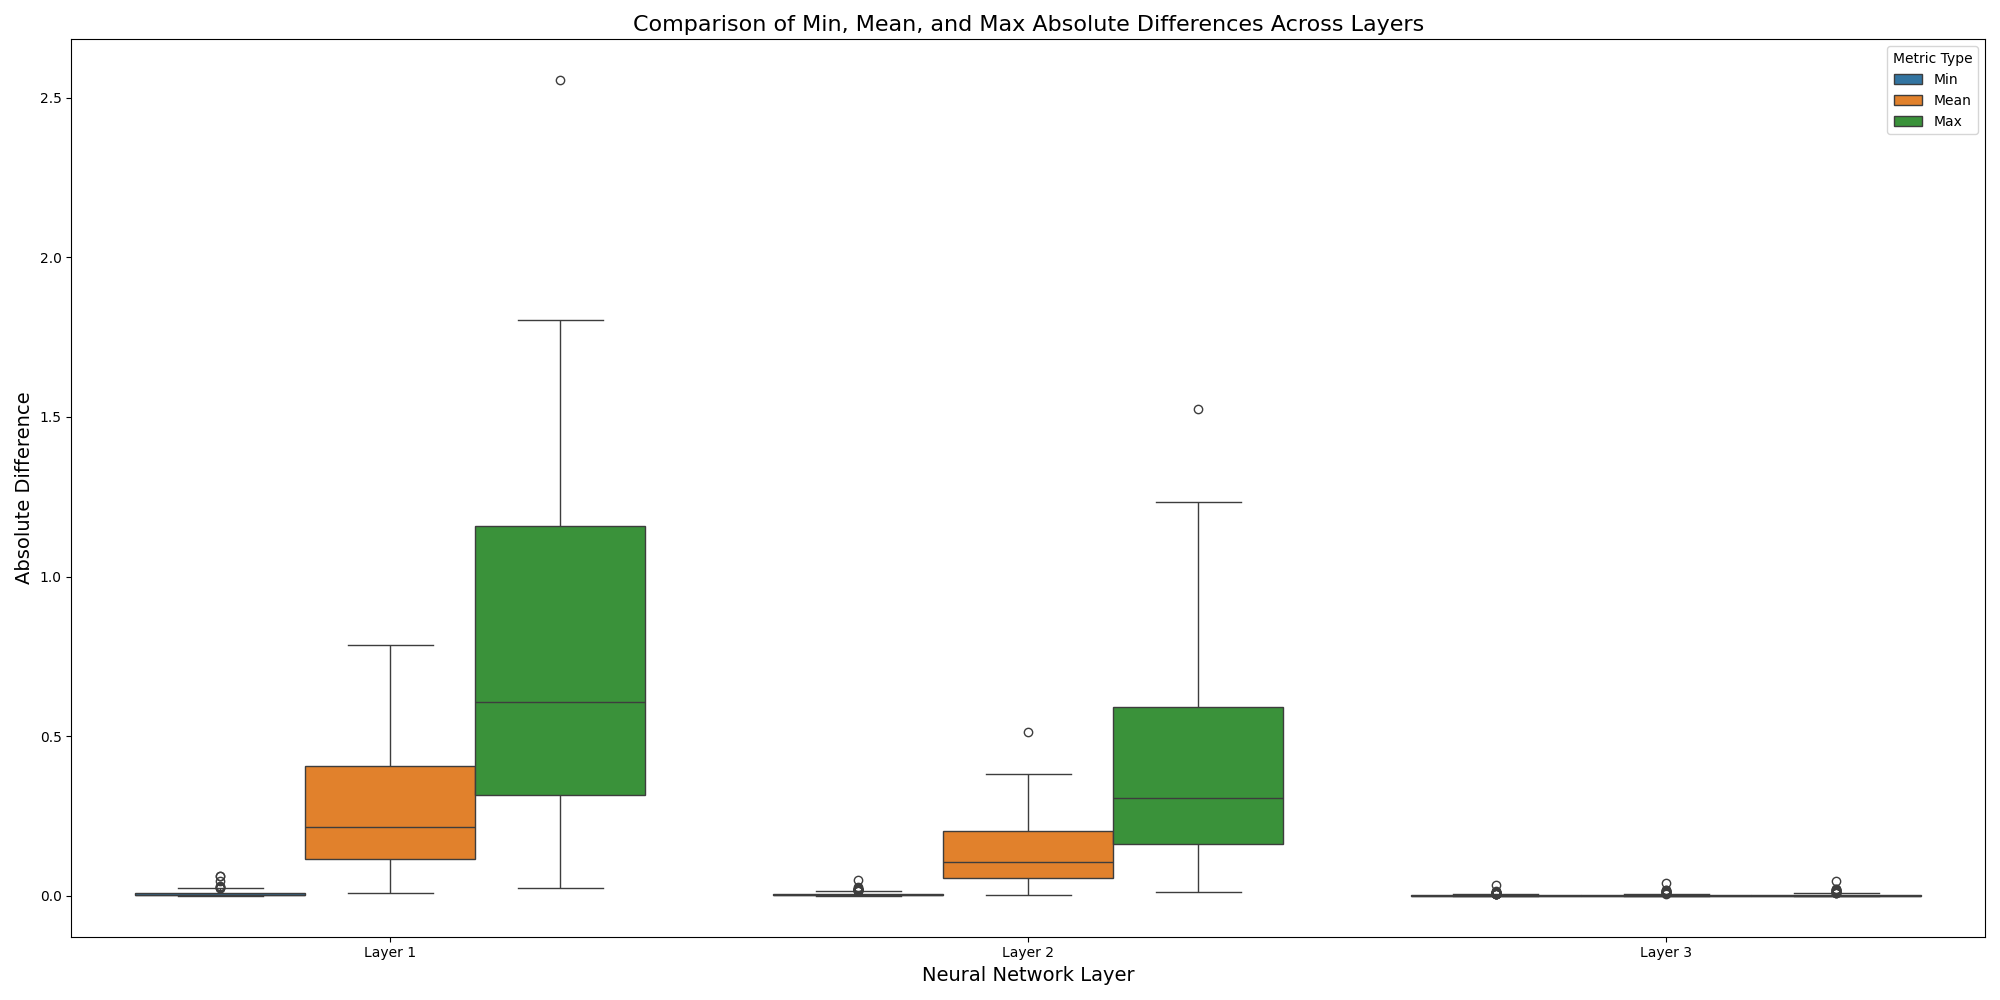 Comparison of Min, Mean, and Max Absolute Differences Across Layers
Metric Type
Min
Mean
Max
Absolute Difference
2.5
2.0
1.5
1.0
0.5
0.0
Layer 1
Layer 2
Layer 3
Neural Network Layer